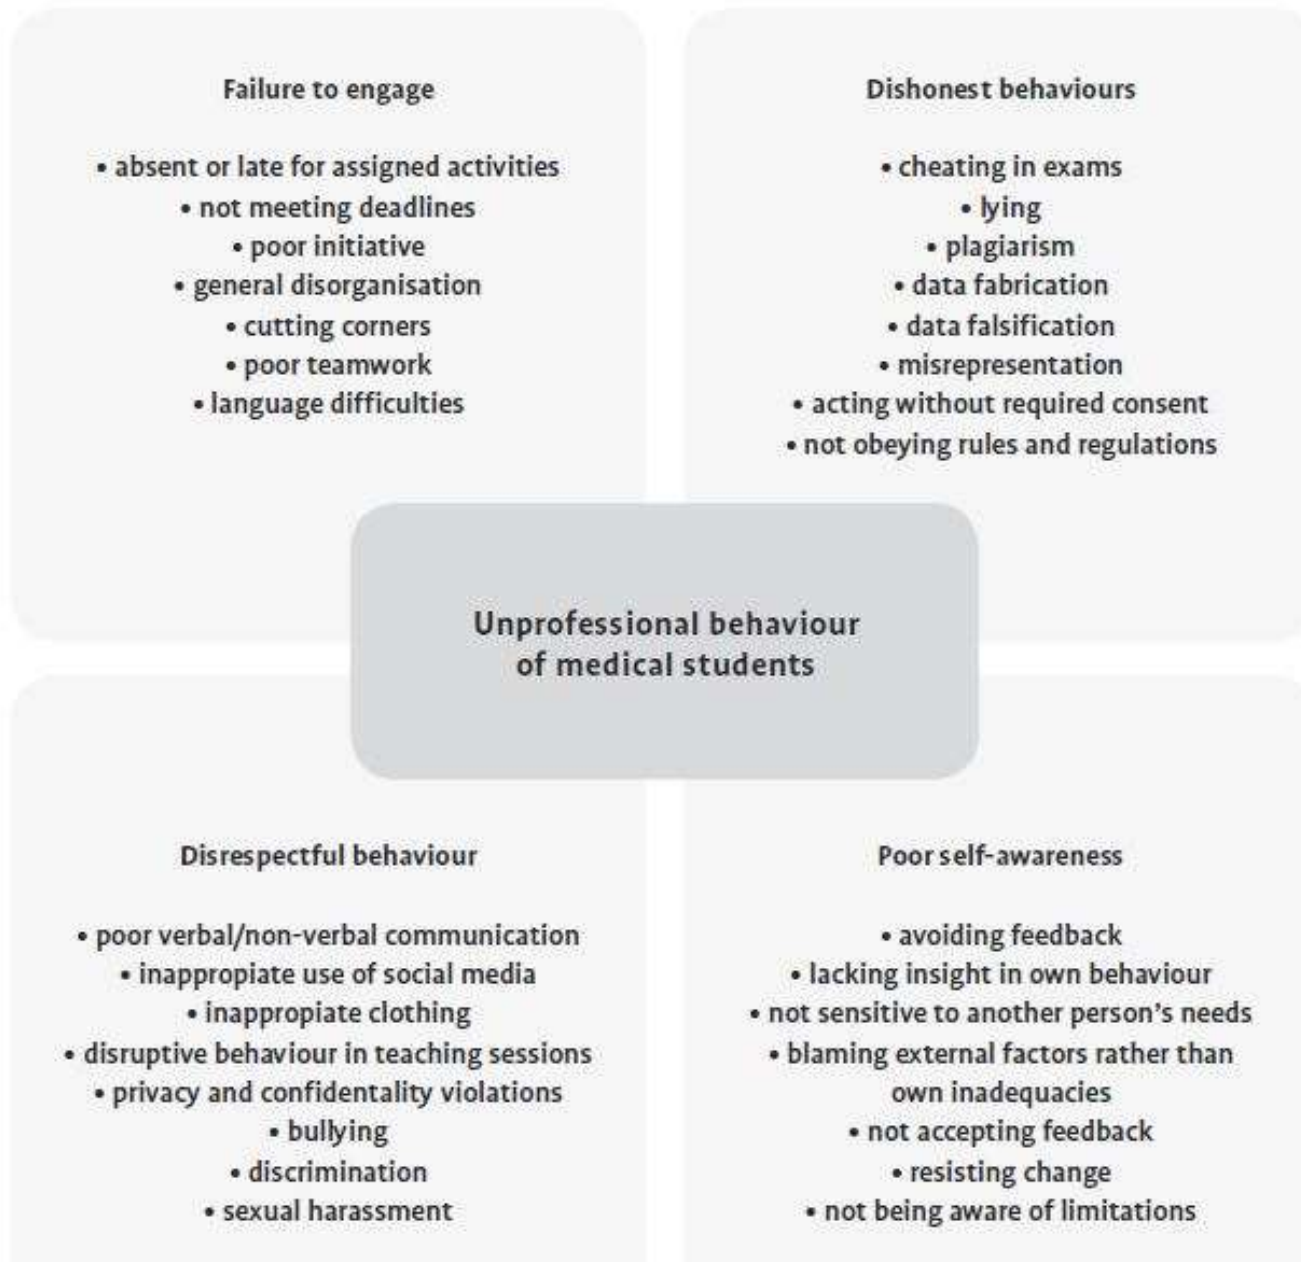 Failure to engage
• absent or late for assigned activities
• not meeting deadlines
• poor initiative
• general disorganisation
• cutting corners
• poor teamwork
• language difficulties
Dishonest behaviours
• cheating in exams
• lying
• plagiarism
• data fabrication
• data falsification
• misrepresentation
• acting without required consent
• not obeying rules and regulations
Unprofessional behaviour
of medical students
Disrespectful behaviour
• poor verbal/non-verbal communication
• inappropiate use of social media
• inappropiate clothing
• disruptive behaviour in teaching sessions
• privacy and confidentality violations
• bullying
• discrimination
• sexual harassment
Poor self-awareness
• avoiding feedback
• lacking insight in own behaviour
• not sensitive to another person's needs
• blaming external factors rather than
own inadequacies
• not accepting feedback
• resisting change
• not being aware of limitations